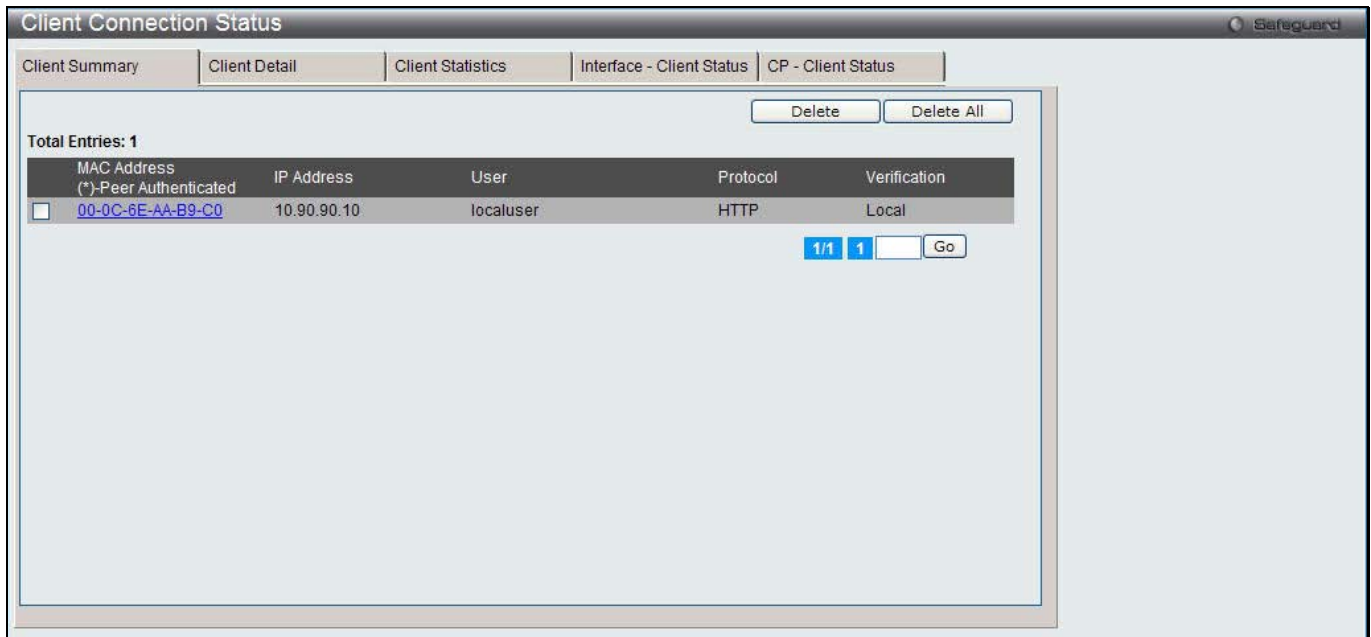 Client Connection Status
Safeguard
Client Summary Client Detail Client Statistics Interface - Client Status CP - Client Status
Delete Delete All
Total Entries: 1
MAC Address
(*)-Peer Authenticated IP Address User Protocol Verification
00-0C-6E-AA-B9-C0 10.90.90.10 localuser HTTP Local
1/1 1 Go